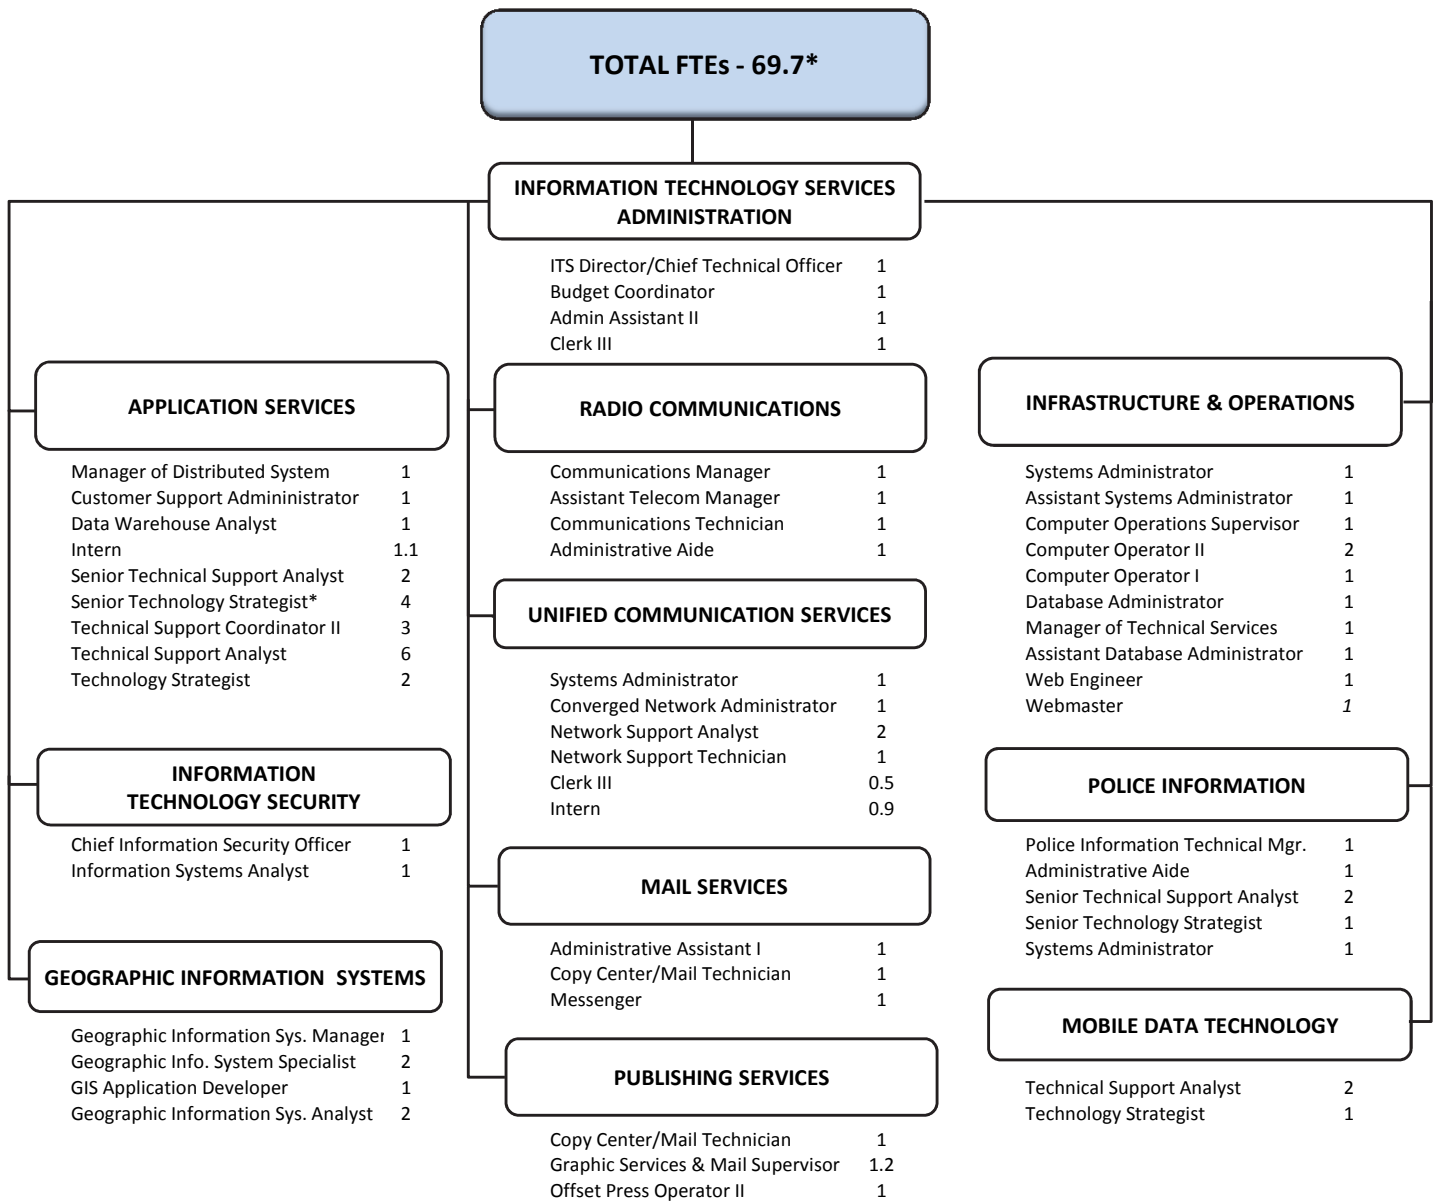 TOTAL FTEs - 69.7*
INFORMATION TECHNOLOGY SERVICES
ADMINISTRATION
ITS Director/Chief Technical Officer 1
Budget Coordinator 1
Admin Assistant II 1
Clerk III 1
APPLICATION SERVICES
Manager of Distributed System 1
Customer Support Admininistrator 1
Data Warehouse Analyst 1
Intern 1.1
Senior Technical Support Analyst 2
Senior Technology Strategist* 4
Technical Support Coordinator II 3
Technical Support Analyst 6
Technology Strategist 2
INFORMATION
TECHNOLOGY SECURITY
Chief Information Security Officer 1
Information Systems Analyst 1
GEOGRAPHIC INFORMATION SYSTEMS
Geographic Information Sys. Manager 1
Geographic Info. System Specialist 2
GIS Application Developer 1
Geographic Information Sys. Analyst 2
RADIO COMMUNICATIONS
Communications Manager 1
Assistant Telecom Manager 1
Communications Technician 1
Administrative Aide 1
UNIFIED COMMUNICATION SERVICES
Systems Administrator 1
Converged Network Administrator 1
Network Support Analyst 2
Network Support Technician 1
Clerk III 0.5
Intern 0.9
MAIL SERVICES
Administrative Assistant I 1
Copy Center/Mail Technician 1
Messenger 1
PUBLISHING SERVICES
Copy Center/Mail Technician 1
Graphic Services & Mail Supervisor 1.2
Offset Press Operator II 1
INFRASTRUCTURE & OPERATIONS
Systems Administrator 1
Assistant Systems Administrator 1
Computer Operations Supervisor 1
Computer Operator II 2
Computer Operator I 1
Database Administrator 1
Manager of Technical Services 1
Assistant Database Administrator 1
Web Engineer 1
Webmaster 1
POLICE INFORMATION
Police Information Technical Mgr. 1
Administrative Aide 1
Senior Technical Support Analyst 2
Senior Technology Strategist 1
Systems Administrator 1
MOBILE DATA TECHNOLOGY
Technical Support Analyst 2
Technology Strategist 1